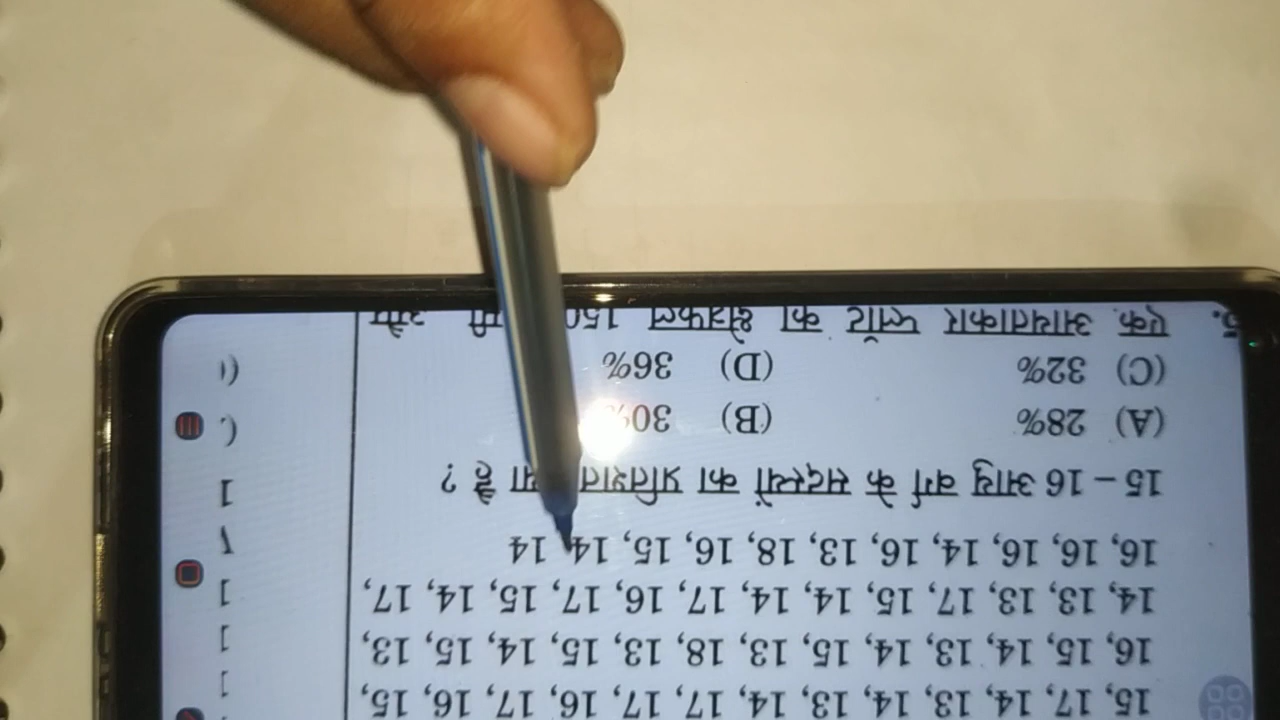 15, 17, 14, 13, 14, 13, 14, 17, 17, 16, 17, 16, 15,
16, 15, 14, 13, 14, 15, 13, 18, 13, 15, 14, 15, 13,
14, 13, 13, 17, 15, 14, 14, 17, 16, 17, 15, 14, 17,
16, 16, 16, 14, 16, 13, 18, 16, 15, 14, 14
15 – 16 आयु वर्ग के सदस्यों का प्रतिशत क्या है ?
(A) 28% (B) 30%
(C) 32% (D) 36%
5. एक आयताकार प्लॉट का क्षेत्रफल 150